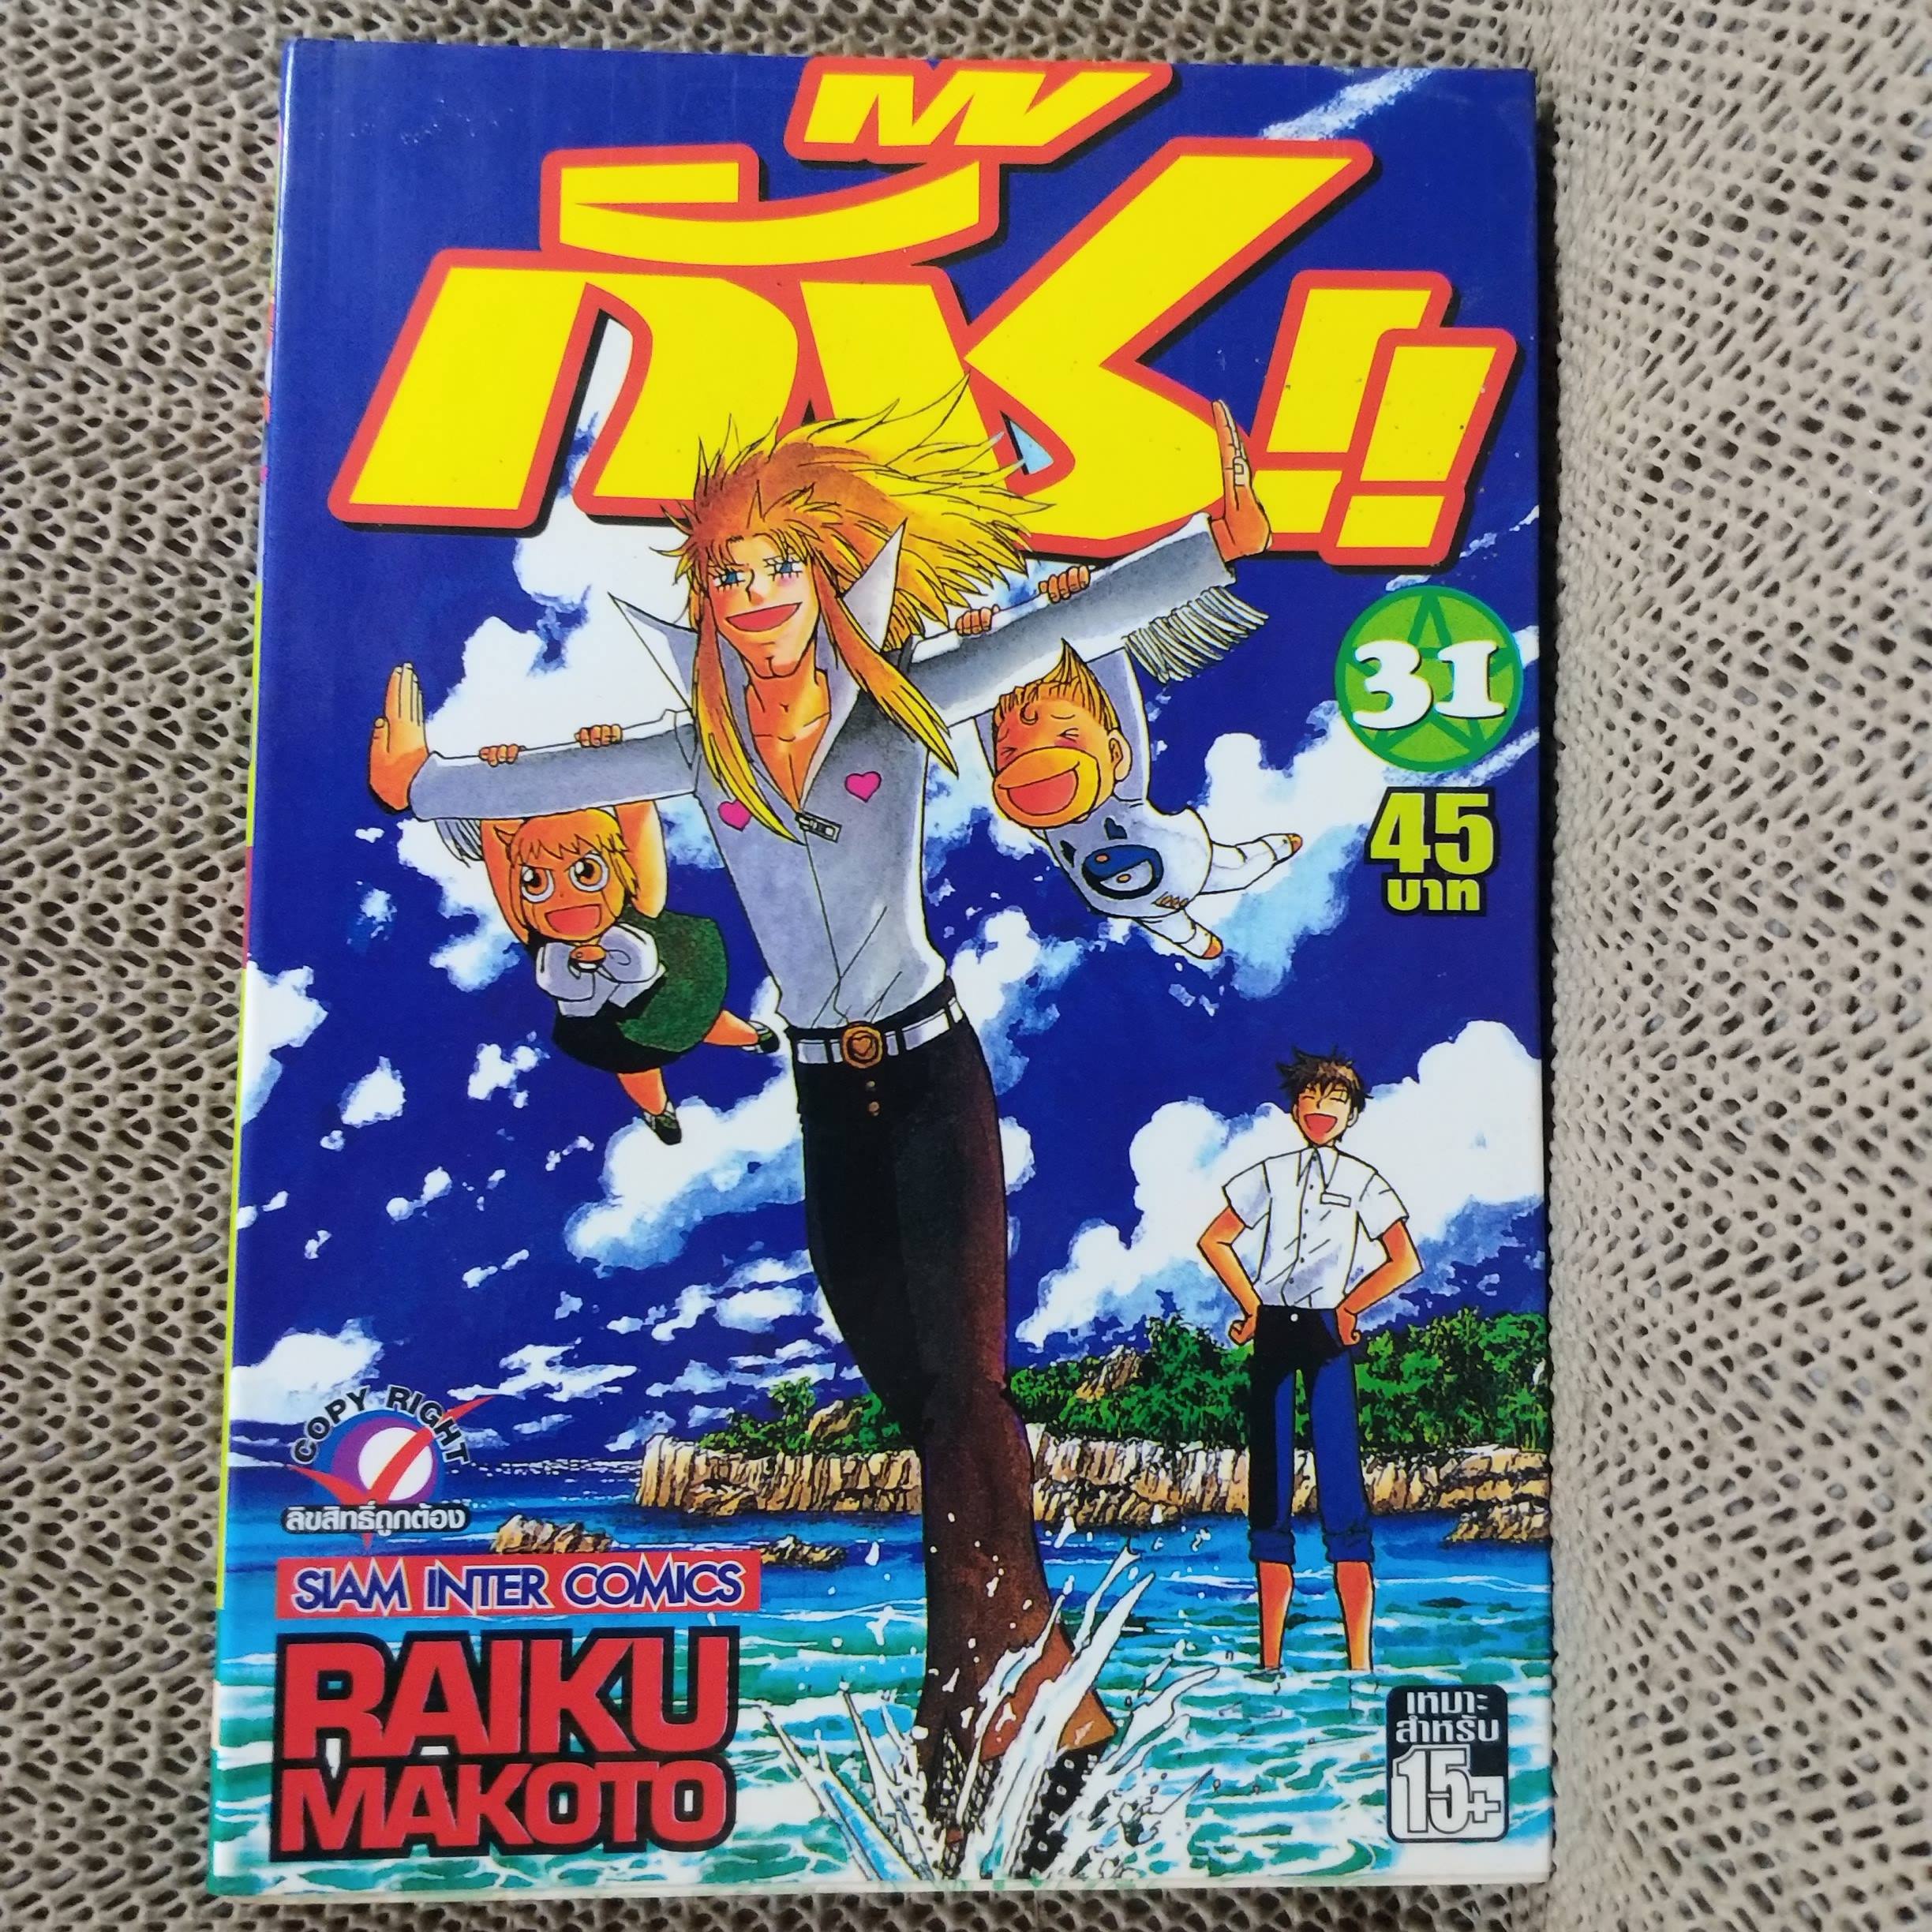 กั๊ซ!!
31
45
บาท
COPY RIGHT
ลิขสิทธิ์ถูกต้อง
SIAM INTER COMICS
RAIKU
MAKOTO
เหมาะ
สำหรับ
15+